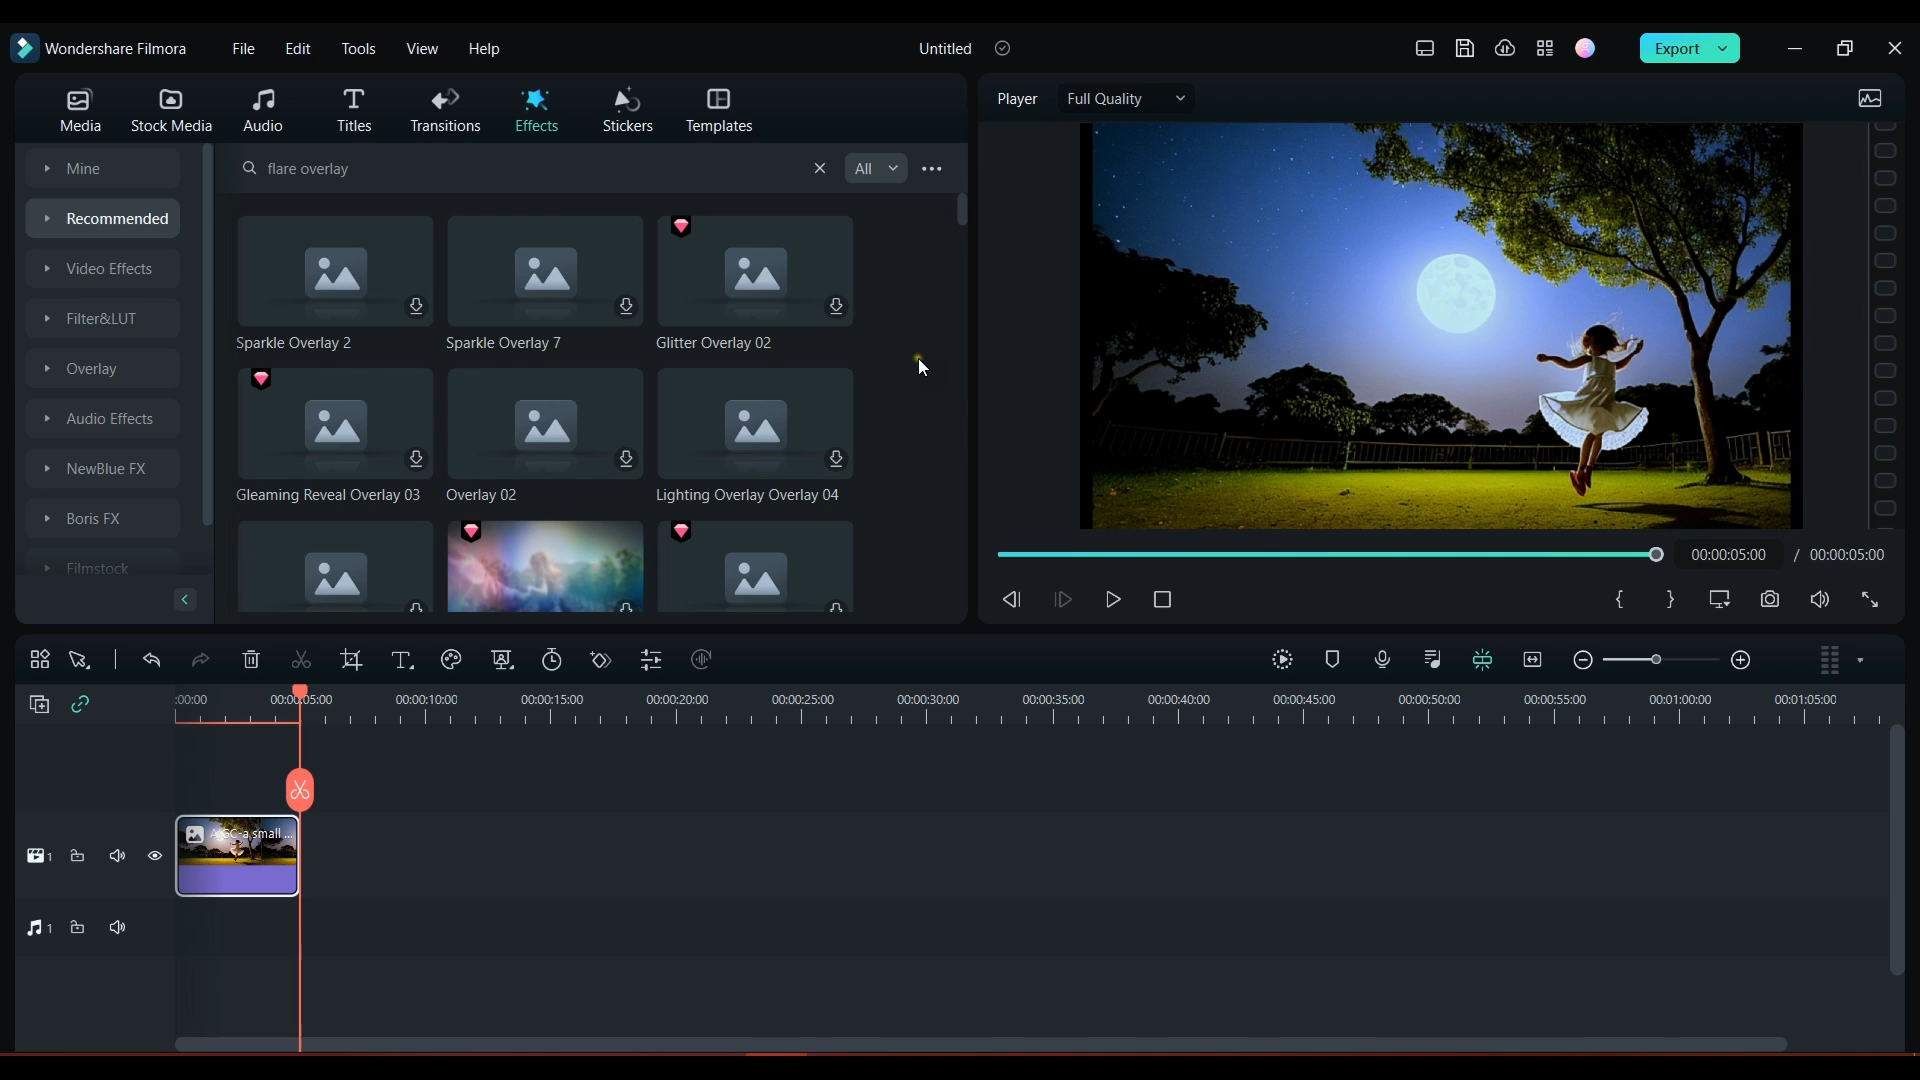 Wondershare Filmora
File
Edit
Tools
View
Help
Untitled
Export
Media
Stock Media
Audio
Titles
Transitions
Effects
Stickers
Templates
Player
Full Quality
Mine
Recommended
Video Effects
Filter&LUT
Overlay
Audio Effects
NewBlue FX
Boris FX
Filmstock
flare overlay
All
Sparkle Overlay 2
Sparkle Overlay 7
Glitter Overlay 02
Gleaming Reveal Overlay 03
Overlay 02
Lighting Overlay Overlay 04
00:00:05:00 / 00:00:05:00
:00:00
00:00:05:00
00:00:10:00
00:00:15:00
00:00:20:00
00:00:25:00
00:00:30:00
00:00:35:00
00:00:40:00
00:00:45:00
00:00:50:00
00:00:55:00
00:01:00:00
00:01:05:00
AIGC-a small ...
1
1